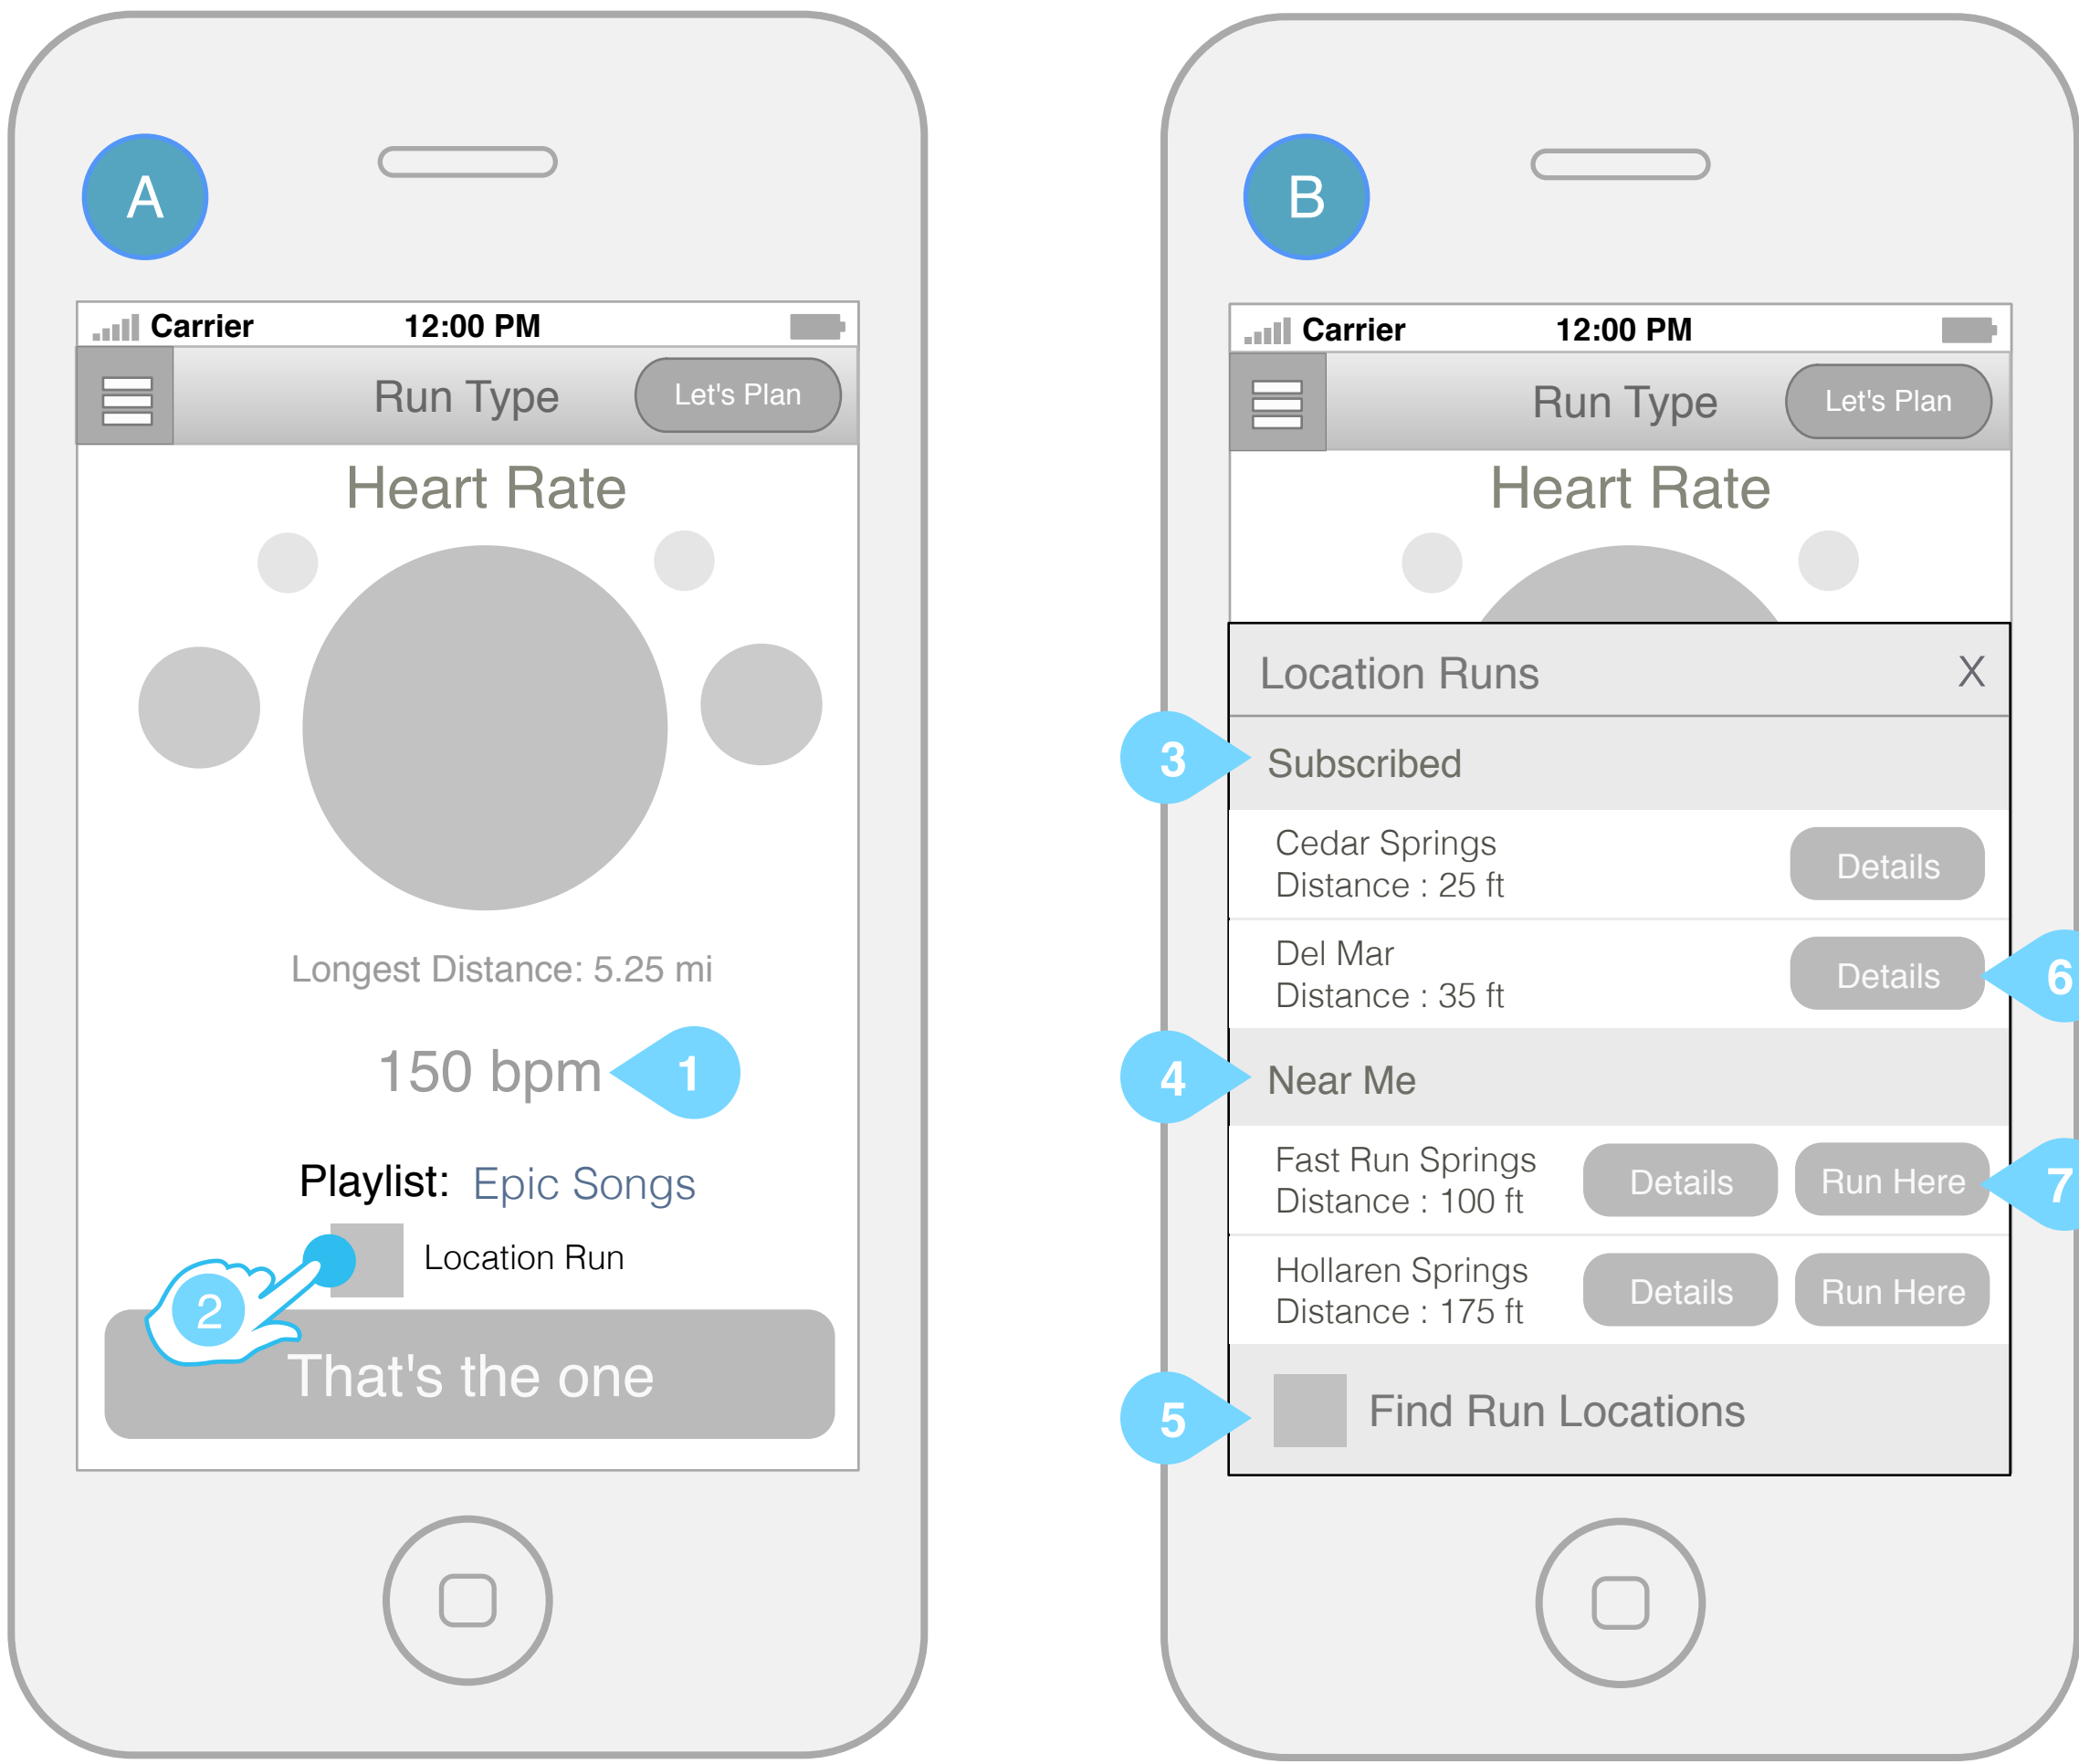 A
Carrier 12:00 PM
Run Type Let's Plan
Heart Rate
Longest Distance: 5.25 mi
150 bpm 1
Playlist: Epic Songs
Location Run
2
That's the one
B
Carrier 12:00 PM
Run Type Let's Plan
Heart Rate
Location Runs X
3 Subscribed
Cedar Springs
Distance : 25 ft
Details
Del Mar
Distance : 35 ft
Details 6
4 Near Me
Fast Run Springs
Distance : 100 ft
Details Run Here 7
Hollaren Springs
Distance : 175 ft
Details Run Here
5 Find Run Locations